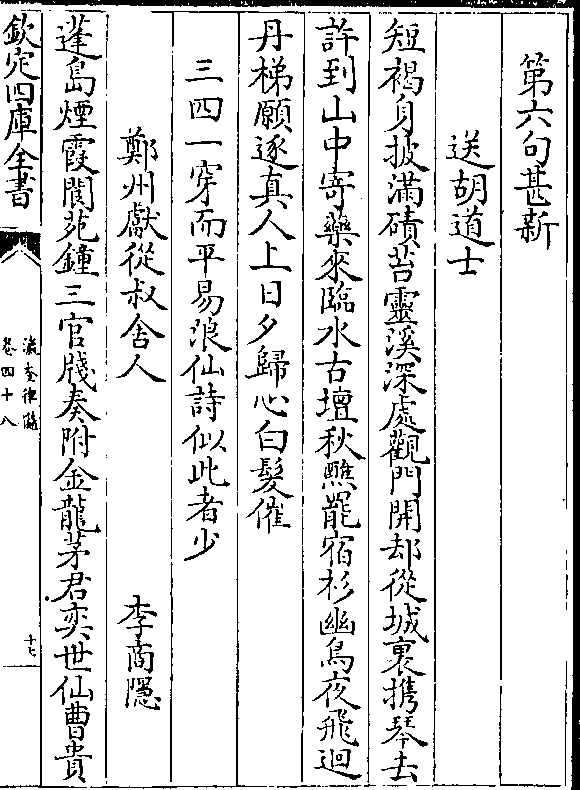 第六句甚新
送胡道士
短褐身披滿磧苔靈溪深處觀門開却從城裏携琴去
許到山中寄藥來臨水古壇秋醮罷宿杉幽鳥夜飛迴
丹梯願逐真人上日夕歸心白髮催
三四一穿而平易浪仙詩似此者少
鄭州獻從叔舍人 李商隱
蓬島煙霞閬苑鐘三官牋奏附金龍茅君奕世仙曹貴
欽定四庫全書
瀛奎律髓
卷四十八
十七